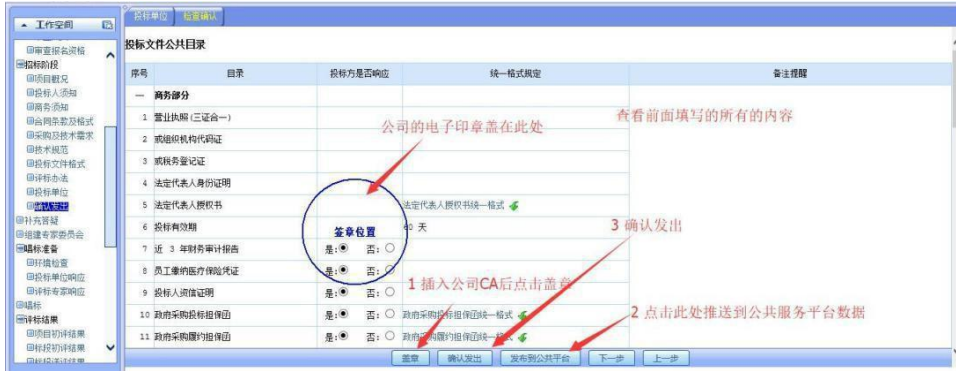 工作空间
审查报名资格
招标阶段
项目概况
投标人须知
商务须知
合同条款及格式
采购及技术需求
技术规范
投标文件格式
评标办法
投标单位
确认发出
补充答疑
组建专家委员会
唱标准备
环境检查
投标单位响应
评标专家响应
唱标
评标结果
项目初评结果
标段初评结果
投标单位 检查确认
投标文件公共目录
序号 目录 投标方是否响应 统一格式规定 备注提醒
一 商务部分
1 营业执照(三证合一)
2 或组织机构代码证
3 或税务登记证
4 法定代表人身份证明
5 法定代表人授权书 法定代表人授权书统一格式
6 投标有效期 60 天
7 近 3 年财务审计报告 是: 否:
8 员工缴纳医疗保险凭证 是: 否:
9 投标人资信证明 是: 否:
10 政府采购投标担保函 是: 否: 政府采购投标担保函统一格式
11 政府采购履约担保函 是: 否: 政府采购履约担保函统一格式
签章位置
公司的电子印章盖在此处
查看前面填写的所有的内容
3 确认发出
1 插入公司CA后点击盖章
2 点击此处推送到公共服务平台数据
盖章 确认发出 发布到公共平台 下一步 上一步